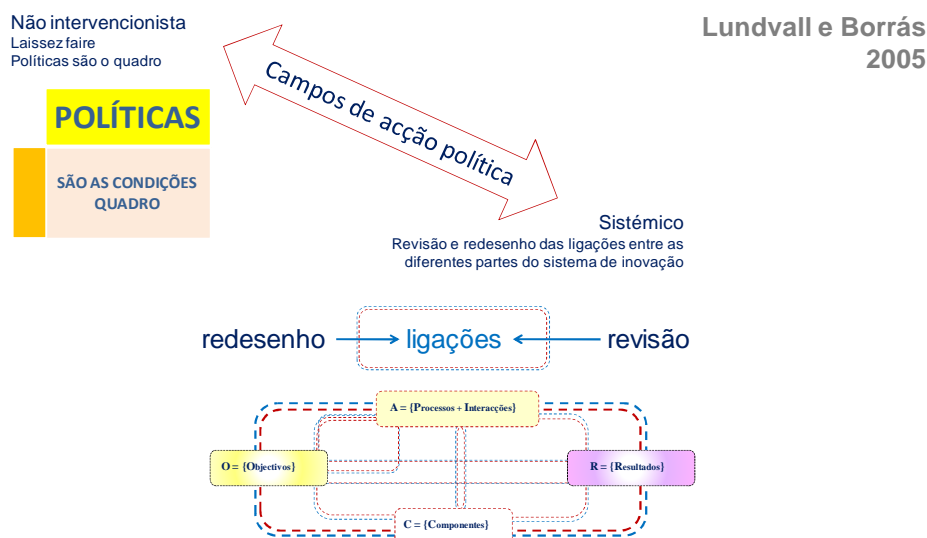 Não intervencionista
Laissez faire
Políticas são o quadro
Lundvall e Borrás
2005
Campos de acção política
POLÍTICAS
SÃO AS CONDIÇÕES
QUADRO
Sistémico
Revisão e redesenho das ligações entre as
diferentes partes do sistema de inovação
redesenho
ligações
revisão
A = {Processos + Interacções}
O = {Objectivos}
R = {Resultados}
C = {Componentes}